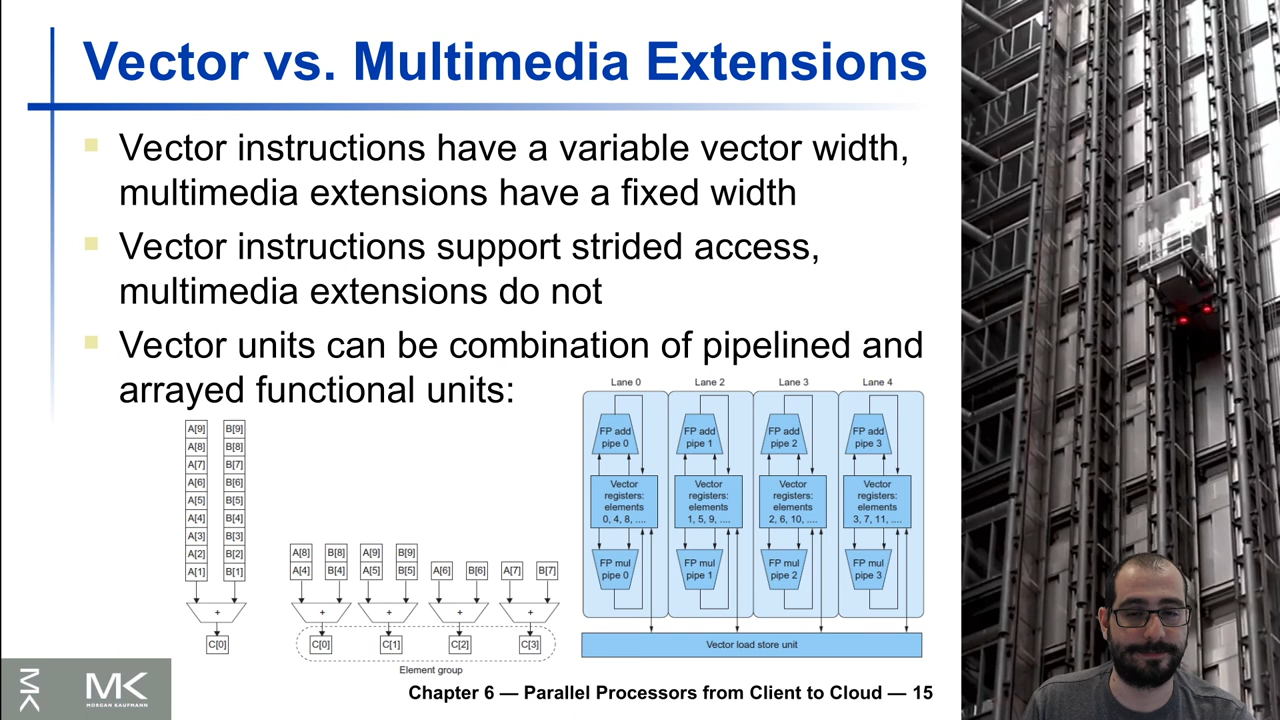 Vector vs. Multimedia Extensions
Vector instructions have a variable vector width,
multimedia extensions have a fixed width
Vector instructions support strided access,
multimedia extensions do not
Vector units can be combination of pipelined and
arrayed functional units:
A[9] B[9]
A[8] B[8]
A[7] B[7]
A[6] B[6]
A[5] B[5]
A[4] B[4]
A[3] B[3]
A[2] B[2]
A[1] B[1]
+
C[0]
A[8] B[8] A[9] B[9]
A[4] B[4] A[5] B[5] A[6] B[6] A[7] B[7]
+ + + +
C[0] C[1] C[2] C[3]
Element group
Lane 0 Lane 2 Lane 3 Lane 4
FP add FP add FP add FP add
pipe 0 pipe 1 pipe 2 pipe 3
Vector Vector Vector Vector
registers: registers: registers: registers:
elements elements elements elements
0, 4, 8, .... 1, 5, 9, .... 2, 6, 10, .... 3, 7, 11, ....
FP mul FP mul FP mul FP mul
pipe 0 pipe 1 pipe 2 pipe 3
Vector load store unit
MK
MK
MORGAN KAUFMANN
Chapter 6 — Parallel Processors from Client to Cloud — 15